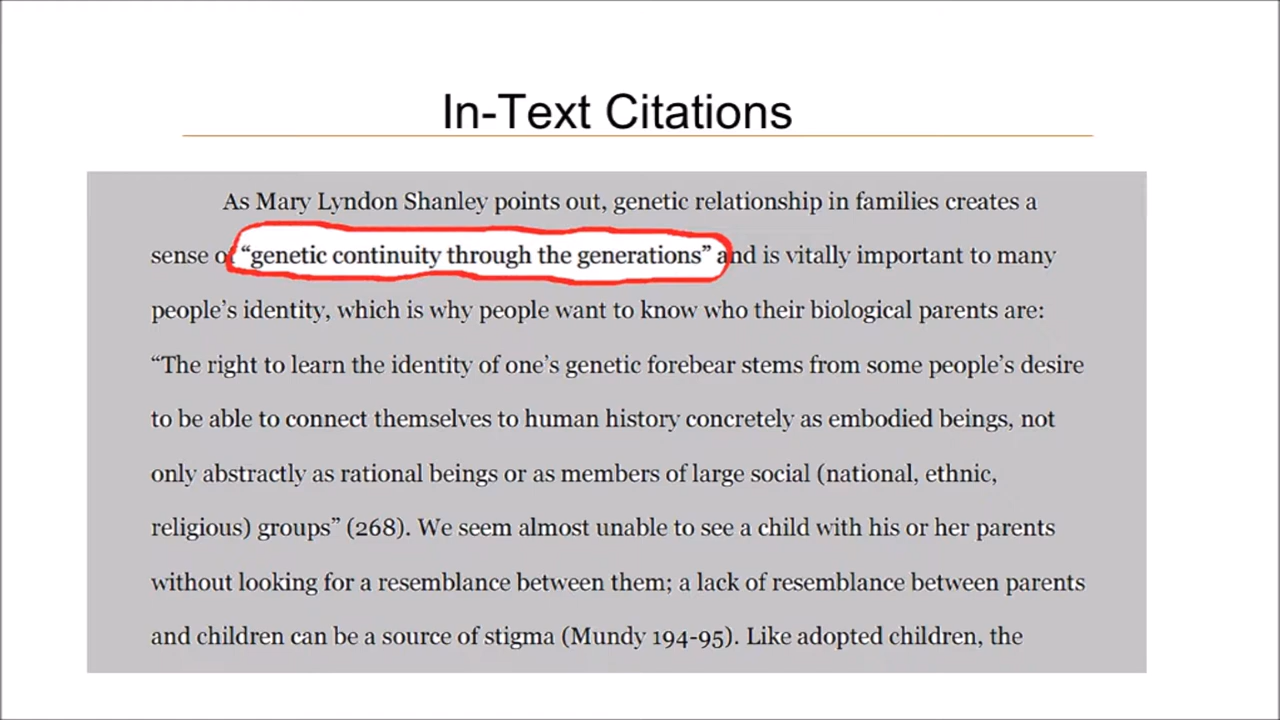 In-Text Citations
As Mary Lyndon Shanley points out, genetic relationship in families creates a
sense of “genetic continuity through the generations” and is vitally important to many
people’s identity, which is why people want to know who their biological parents are:
“The right to learn the identity of one’s genetic forebear stems from some people’s desire
to be able to connect themselves to human history concretely as embodied beings, not
only abstractly as rational beings or as members of large social (national, ethnic,
religious) groups” (268). We seem almost unable to see a child with his or her parents
without looking for a resemblance between them; a lack of resemblance between parents
and children can be a source of stigma (Mundy 194-95). Like adopted children, the